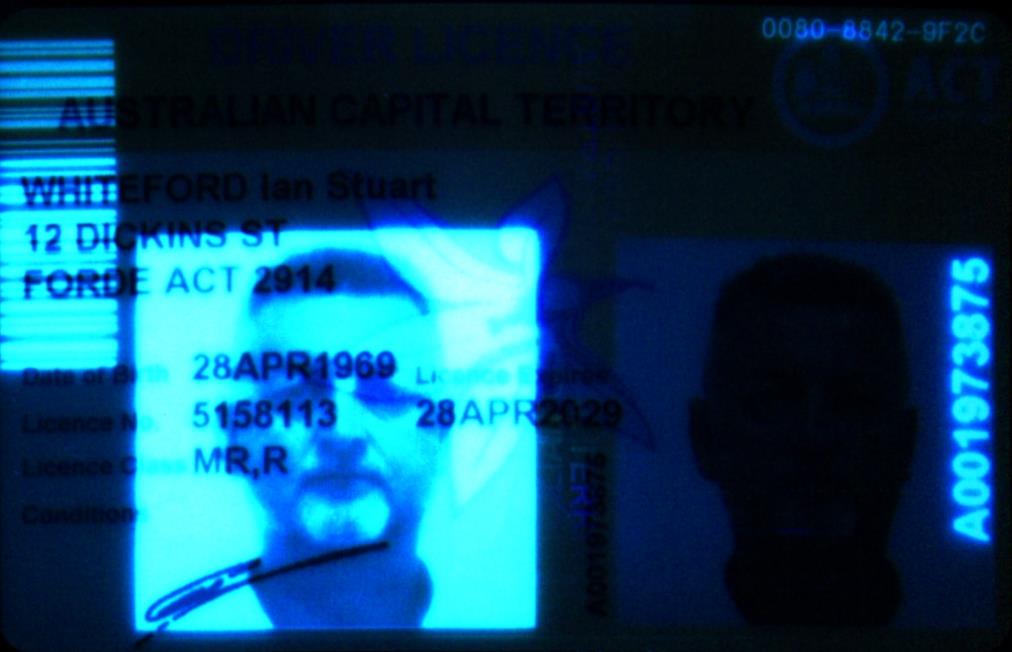 0080-8842-9F2C
DRIVER LICENCE
ACT
AUSTRALIAN CAPITAL TERRITORY
WHITEFORD Ian Stuart
12 DICKINS ST
FORDE ACT 2914
Date of Birth 28APR1969 Licence Expires
Licence No. 5158113 28APR2029
Licence Class MR,R
Conditions
A001973875
A001973875